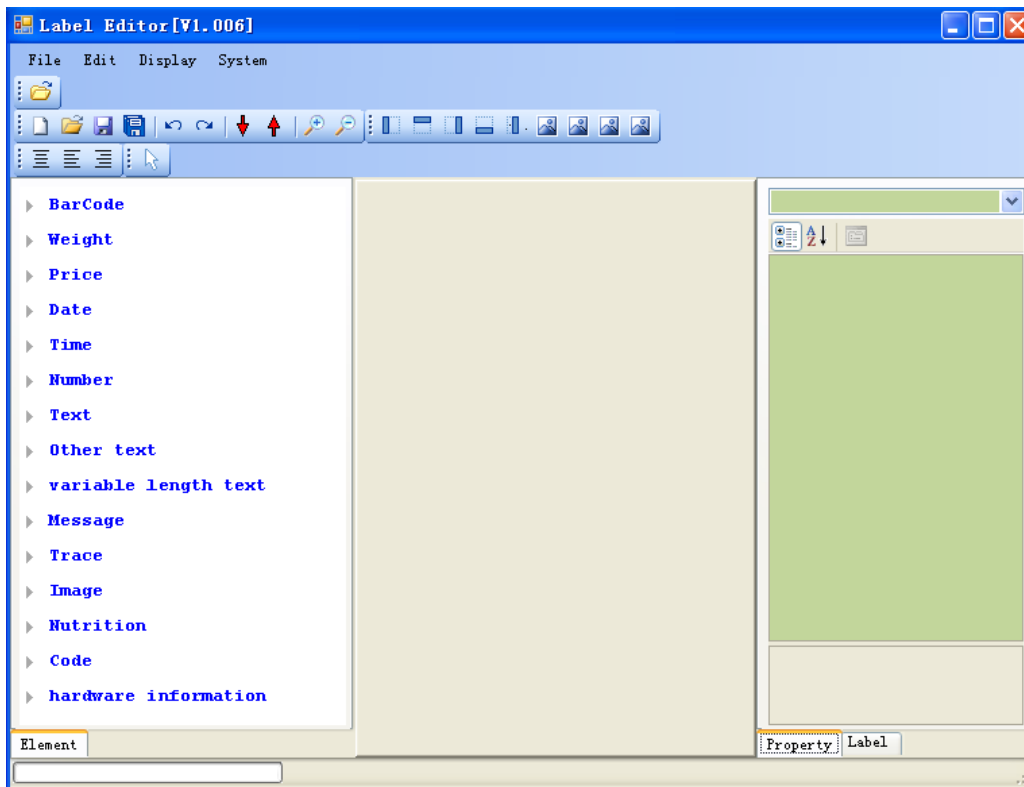 Label Editor[V1.006]
File Edit Display System
BarCode
Weight
Price
Date
Time
Number
Text
Other text
variable length text
Message
Trace
Image
Nutrition
Code
hardware information
Element
A
Z
Property Label